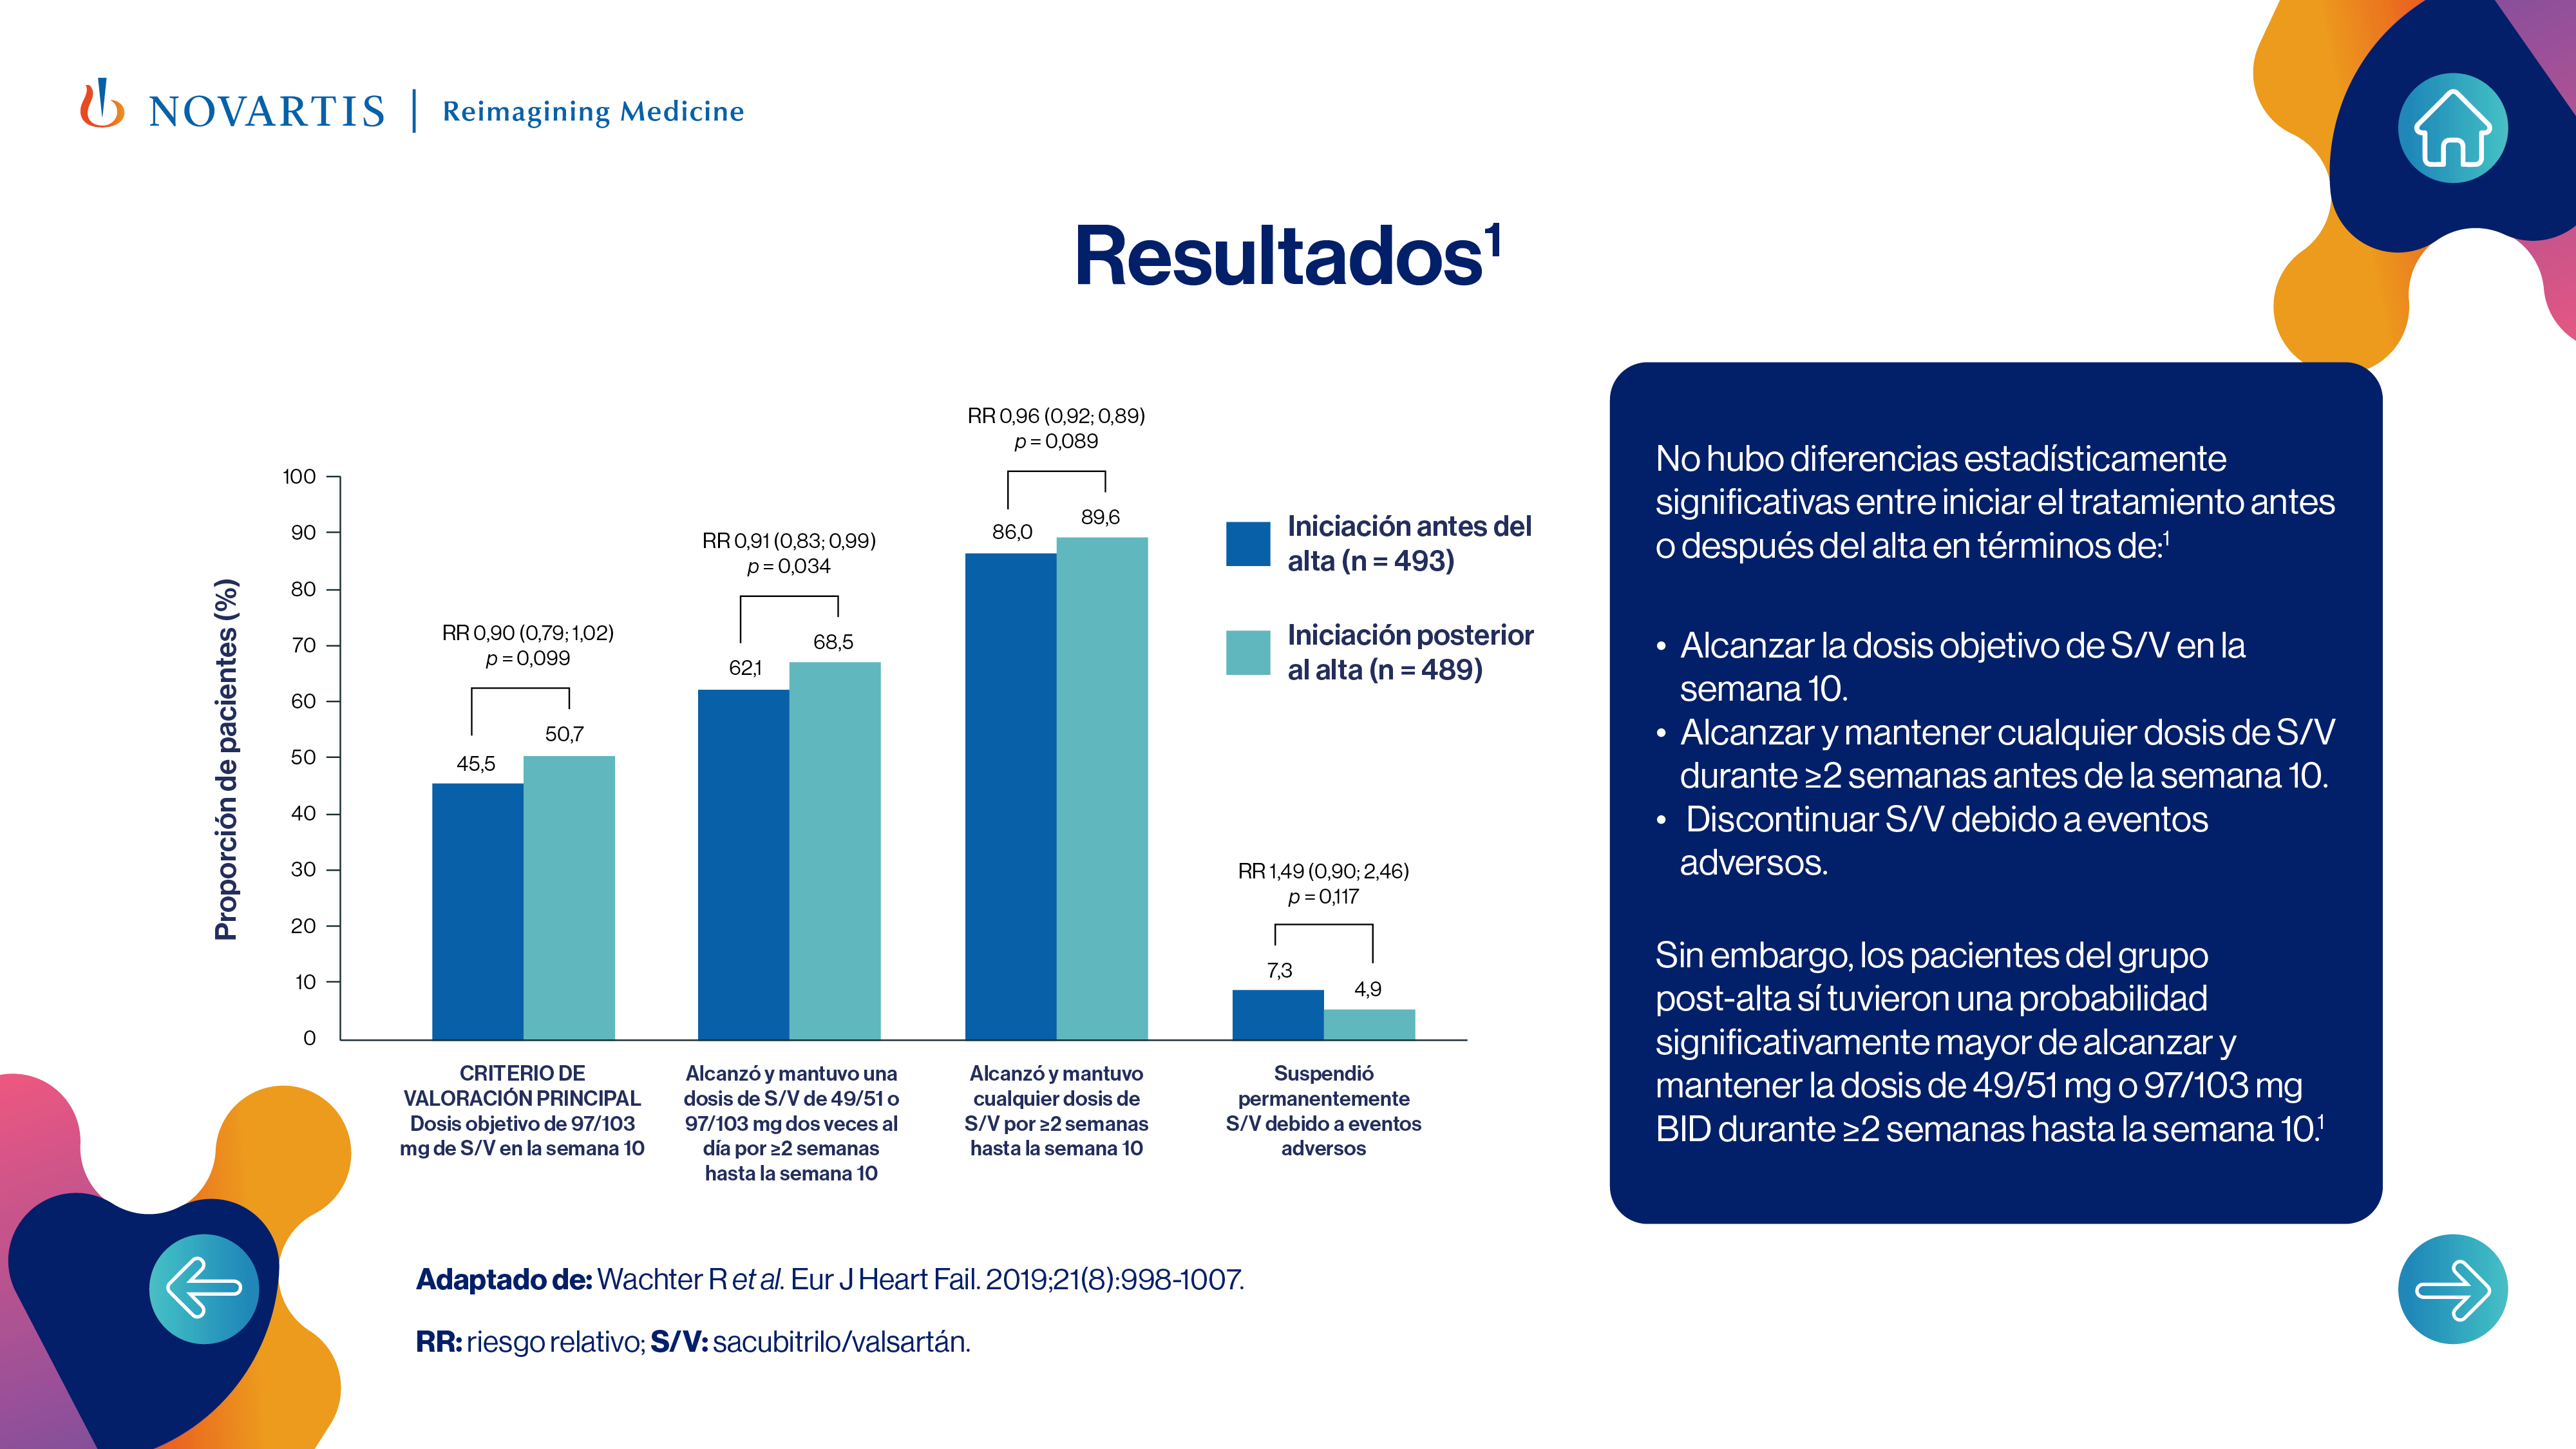 NOVARTIS | Reimagining Medicine
Resultados¹
Proporción de pacientes (%)
100
90
80
70
60
50
40
30
20
10
0
RR 0,90 (0,79; 1,02)
p = 0,099
45,5
50,7
RR 0,91 (0,83; 0,99)
p = 0,034
62,1
68,5
RR 0,96 (0,92; 0,89)
p = 0,089
86,0
89,6
RR 1,49 (0,90; 2,46)
p = 0,117
7,3
4,9
Iniciación antes del
alta (n = 493)
Iniciación posterior
al alta (n = 489)
CRITERIO DE
VALORACIÓN PRINCIPAL
Dosis objetivo de 97/103
mg de S/V en la semana 10
Alcanzó y mantuvo una
dosis de S/V de 49/51 o
97/103 mg dos veces al
día por ≥2 semanas
hasta la semana 10
Alcanzó y mantuvo
cualquier dosis de
S/V por ≥2 semanas
hasta la semana 10
Suspendió
permanentemente
S/V debido a eventos
adversos
No hubo diferencias estadísticamente
significativas entre iniciar el tratamiento antes
o después del alta en términos de:¹
• Alcanzar la dosis objetivo de S/V en la
semana 10.
• Alcanzar y mantener cualquier dosis de S/V
durante ≥2 semanas antes de la semana 10.
• Discontinuar S/V debido a eventos
adversos.
Sin embargo, los pacientes del grupo
post-alta sí tuvieron una probabilidad
significativamente mayor de alcanzar y
mantener la dosis de 49/51 mg o 97/103 mg
BID durante ≥2 semanas hasta la semana 10.¹
Adaptado de: Wachter R et al. Eur J Heart Fail. 2019;21(8):998-1007.
RR: riesgo relativo; S/V: sacubitrilo/valsartán.